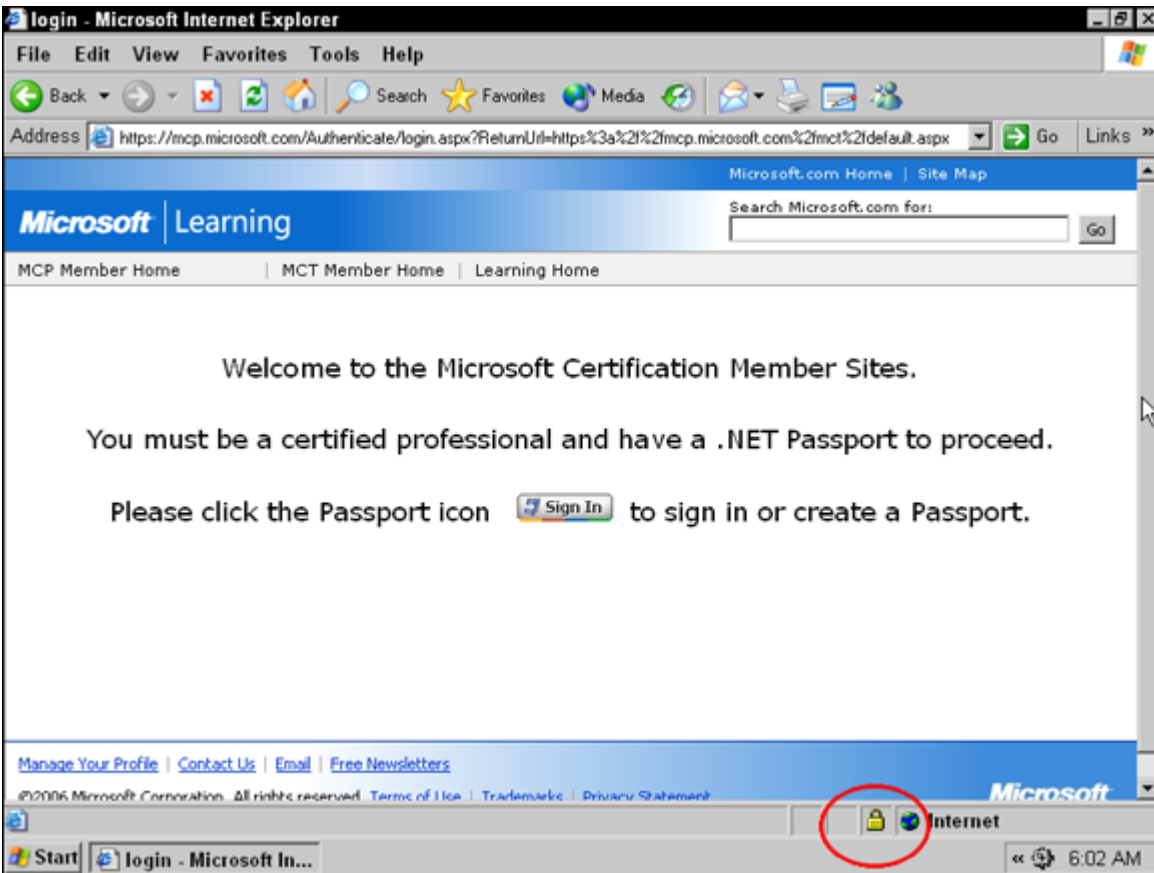 login - Microsoft Internet Explorer
File Edit View Favorites Tools Help
Back Search Favorites Media
Address https://mcp.microsoft.com/Authenticate/login.aspx?ReturnUrl=https%3a%2f%2fmcp.microsoft.com%2fmct%2fdefault.aspx Go Links »
Microsoft.com Home | Site Map
Microsoft | Learning
Search Microsoft.com for:
Go
MCP Member Home | MCT Member Home | Learning Home
Welcome to the Microsoft Certification Member Sites.
You must be a certified professional and have a .NET Passport to proceed.
Please click the Passport icon Sign In to sign in or create a Passport.
Manage Your Profile | Contact Us | Email | Free Newsletters
©2006 Microsoft Corporation. All rights reserved. Terms of Use | Trademarks | Privacy Statement
Microsoft
Internet
Start login - Microsoft In... « 6:02 AM